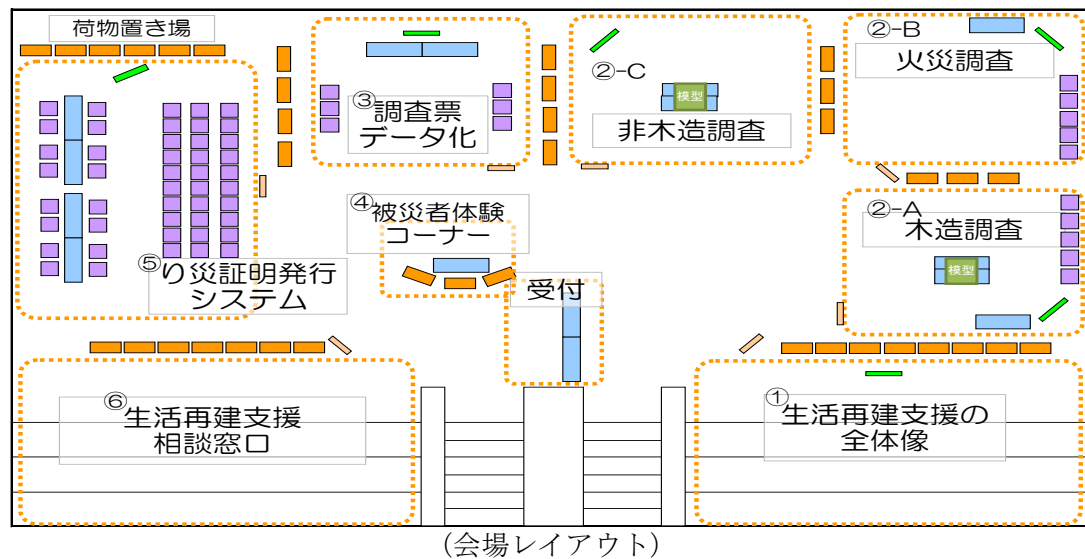 荷物置き場
③調査票
データ化
②-C
模型
非木造調査
②-B
火災調査
④被災者体験
コーナー
②-A
木造調査
模型
⑤り災証明発行
システム
受付
⑥生活再建支援
相談窓口
①生活再建支援の
全体像
(会場レイアウト)